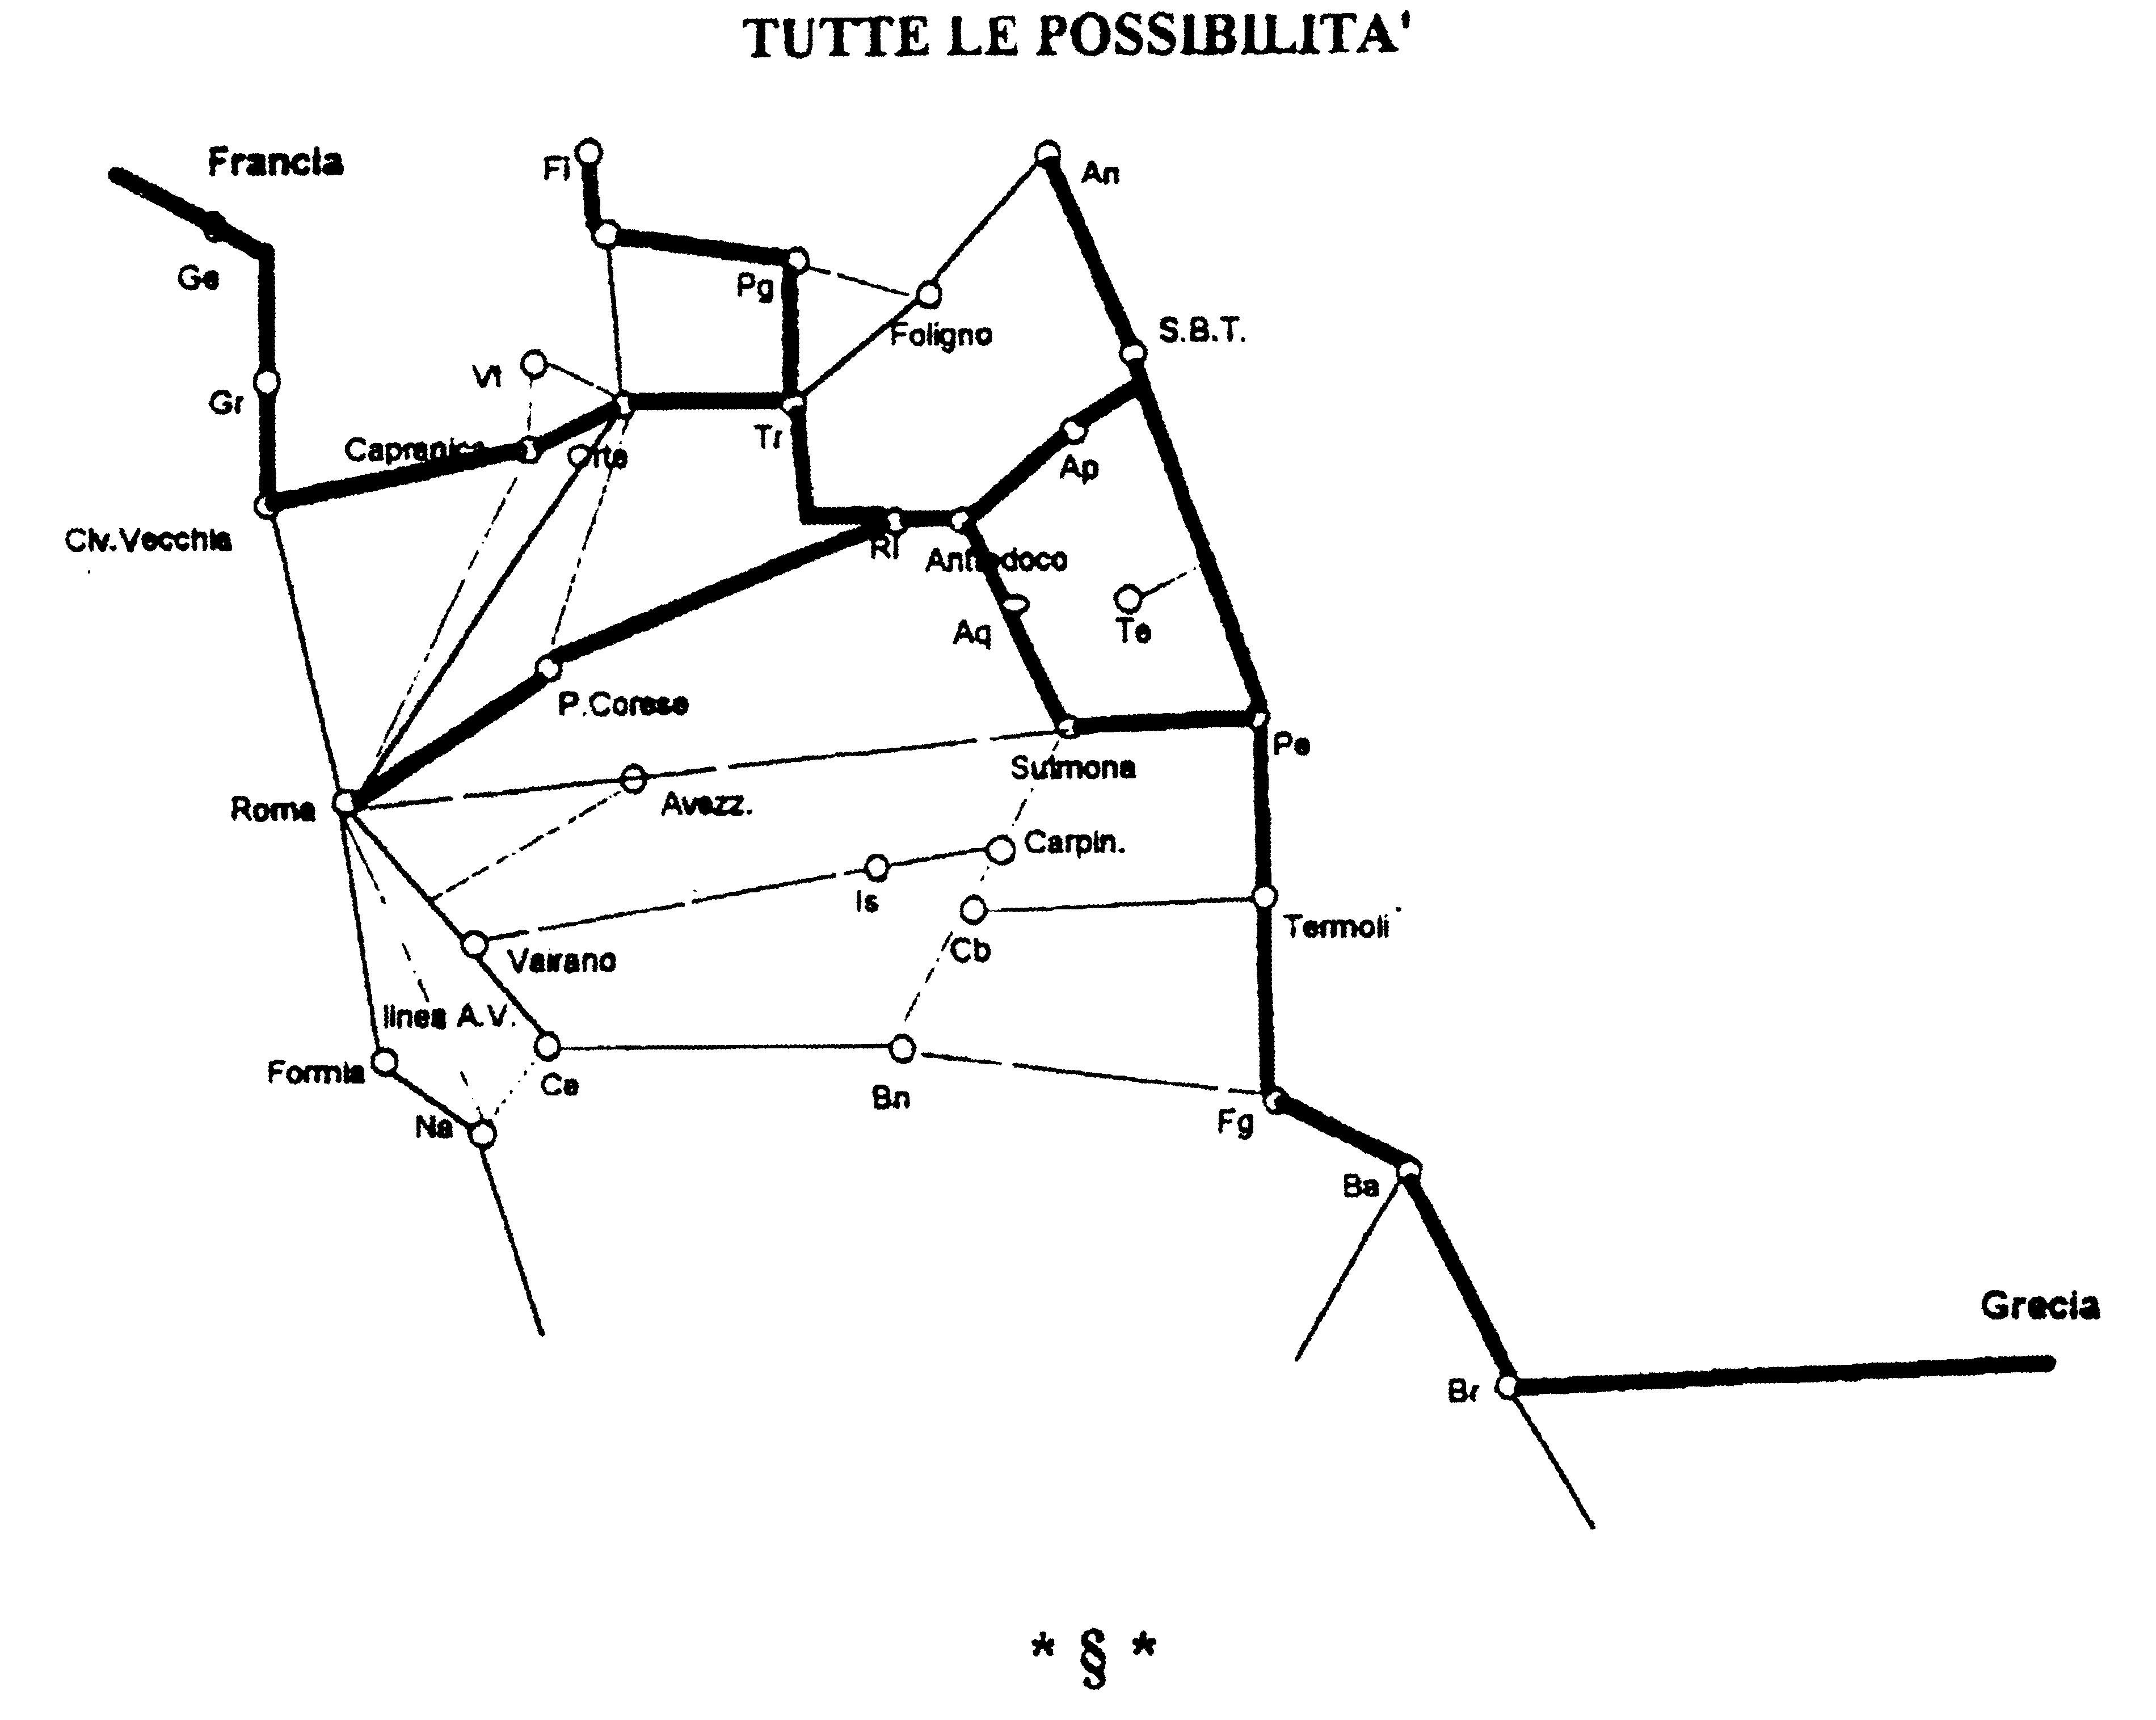 TUTTE LE POSSIBILITA'
Francia
Fi
An
Ge
Pg
Foligno
S.B.T.
Vt
Gr
Capranica
Orte
Tr
Ap
Civ.Vecchia
Ri
Antrodoco
Aq
Te
P.Corese
Pe
Sulmona
Roma
Avezz.
Carpin.
Is
Termoli
Cb
Vairano
linea A.V.
Formia
Ce
Bn
Na
Fg
Ba
Grecia
Br
* § *